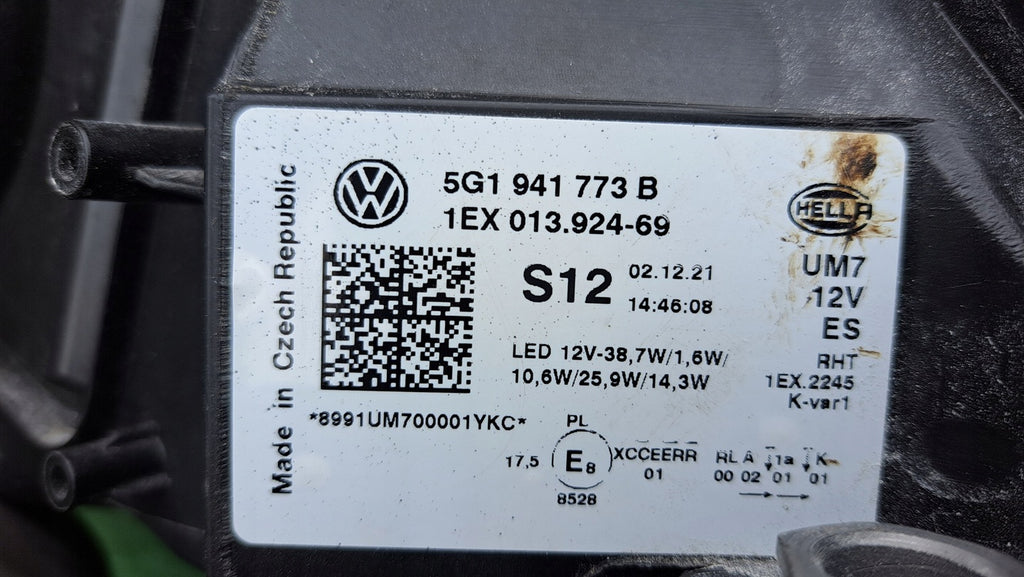 Made in Czech Republic
5G1 941 773 B
1EX 013.924-69
HELLA
S12
02.12.21
14:46:08
UM7
12V
ES
RHT
1EX.2245
K-var1
LED 12V-38,7W/1,6W/
10,6W/25,9W/14,3W
*8991UM700001YKC*
PL
17,5
E8
8528
XCCEERR
01
RL A 1a K
00 02 01 01